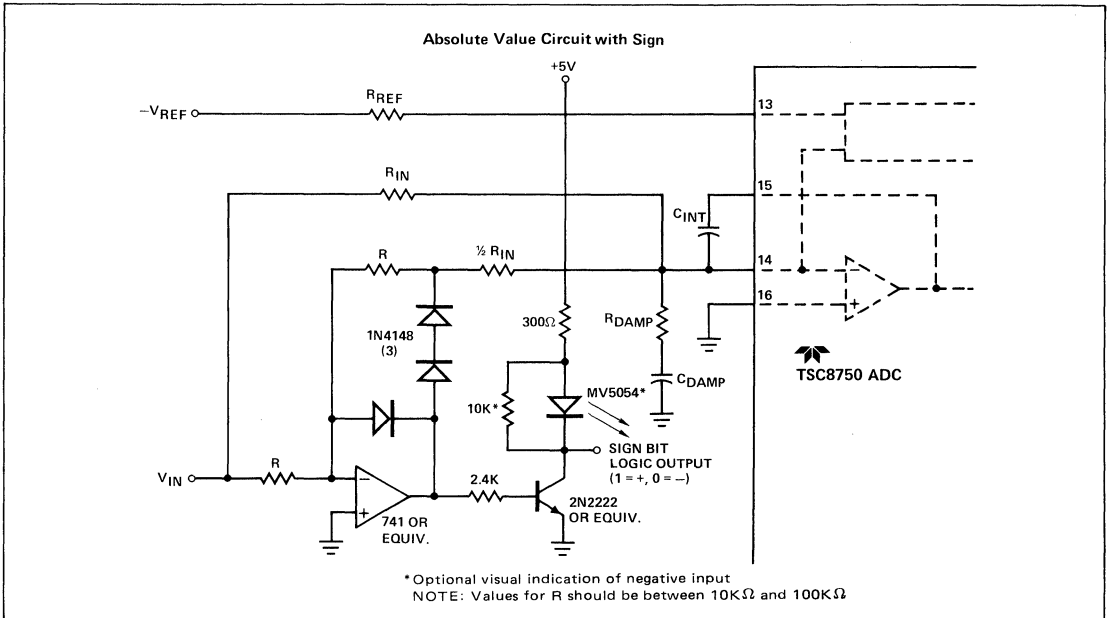 Absolute Value Circuit with Sign
+5V
–VREF
RREF
13
RIN
15
CINT
R
½ RIN
14
16
1N4148
(3)
300Ω
RDAMP
TSC8750 ADC
CDAMP
MV5054*
10K*
SIGN BIT
LOGIC OUTPUT
(1 = +, 0 = –)
VIN
R
–
+
2.4K
741 OR
EQUIV.
2N2222
OR EQUIV.
–
+
*Optional visual indication of negative input
NOTE: Values for R should be between 10KΩ and 100KΩ